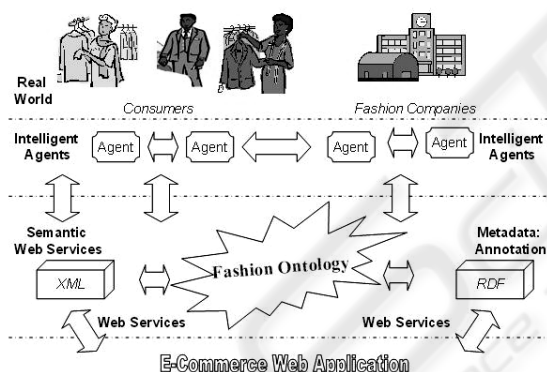 Real
World
Consumers
Fashion Companies
Intelligent
Agents
Agent
Agent
Agent
Agent
Intelligent
Agents
Semantic
Web Services
Metadata:
Annotation
XML
Fashion Ontology
RDF
Web Services
Web Services
E-Commerce Web Application